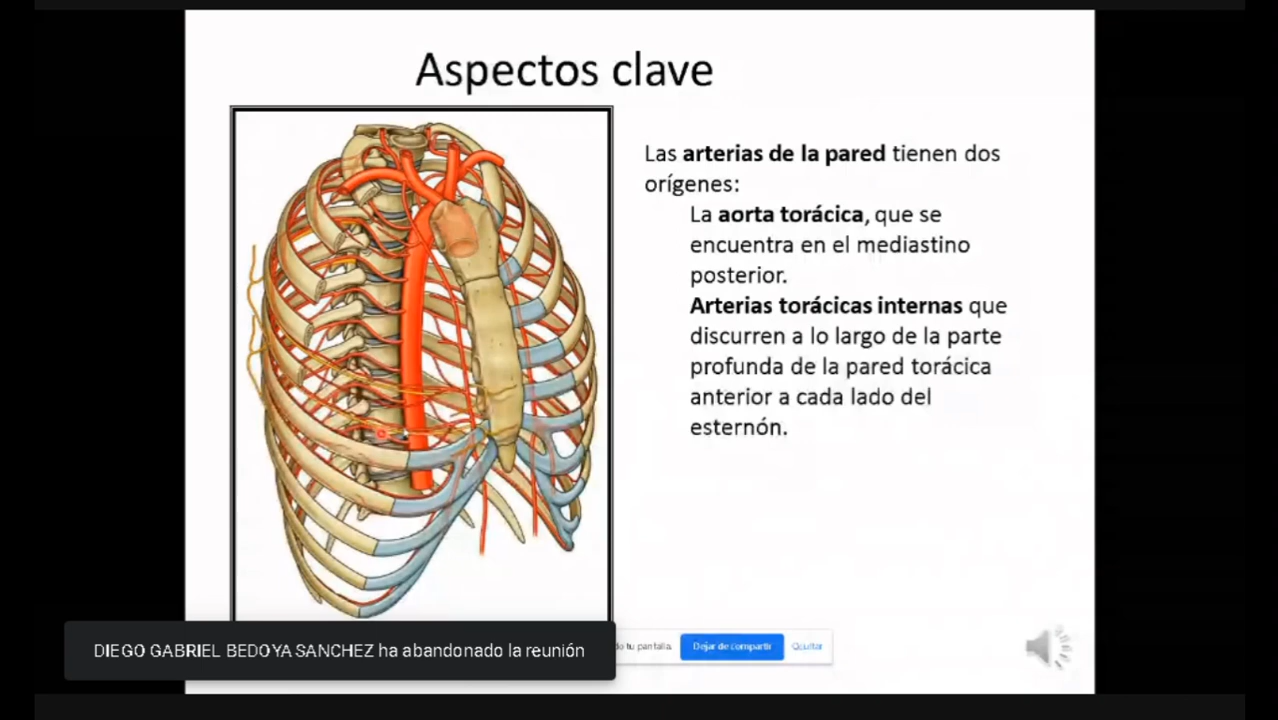 Aspectos clave
Las arterias de la pared tienen dos
orígenes:
La aorta torácica, que se
encuentra en el mediastino
posterior.
Arterias torácicas internas que
discurren a lo largo de la parte
profunda de la pared torácica
anterior a cada lado del
esternón.
DIEGO GABRIEL BEDOYA SANCHEZ ha abandonado la reunión
tu pantalla.
Dejar de compartir
Ocultar